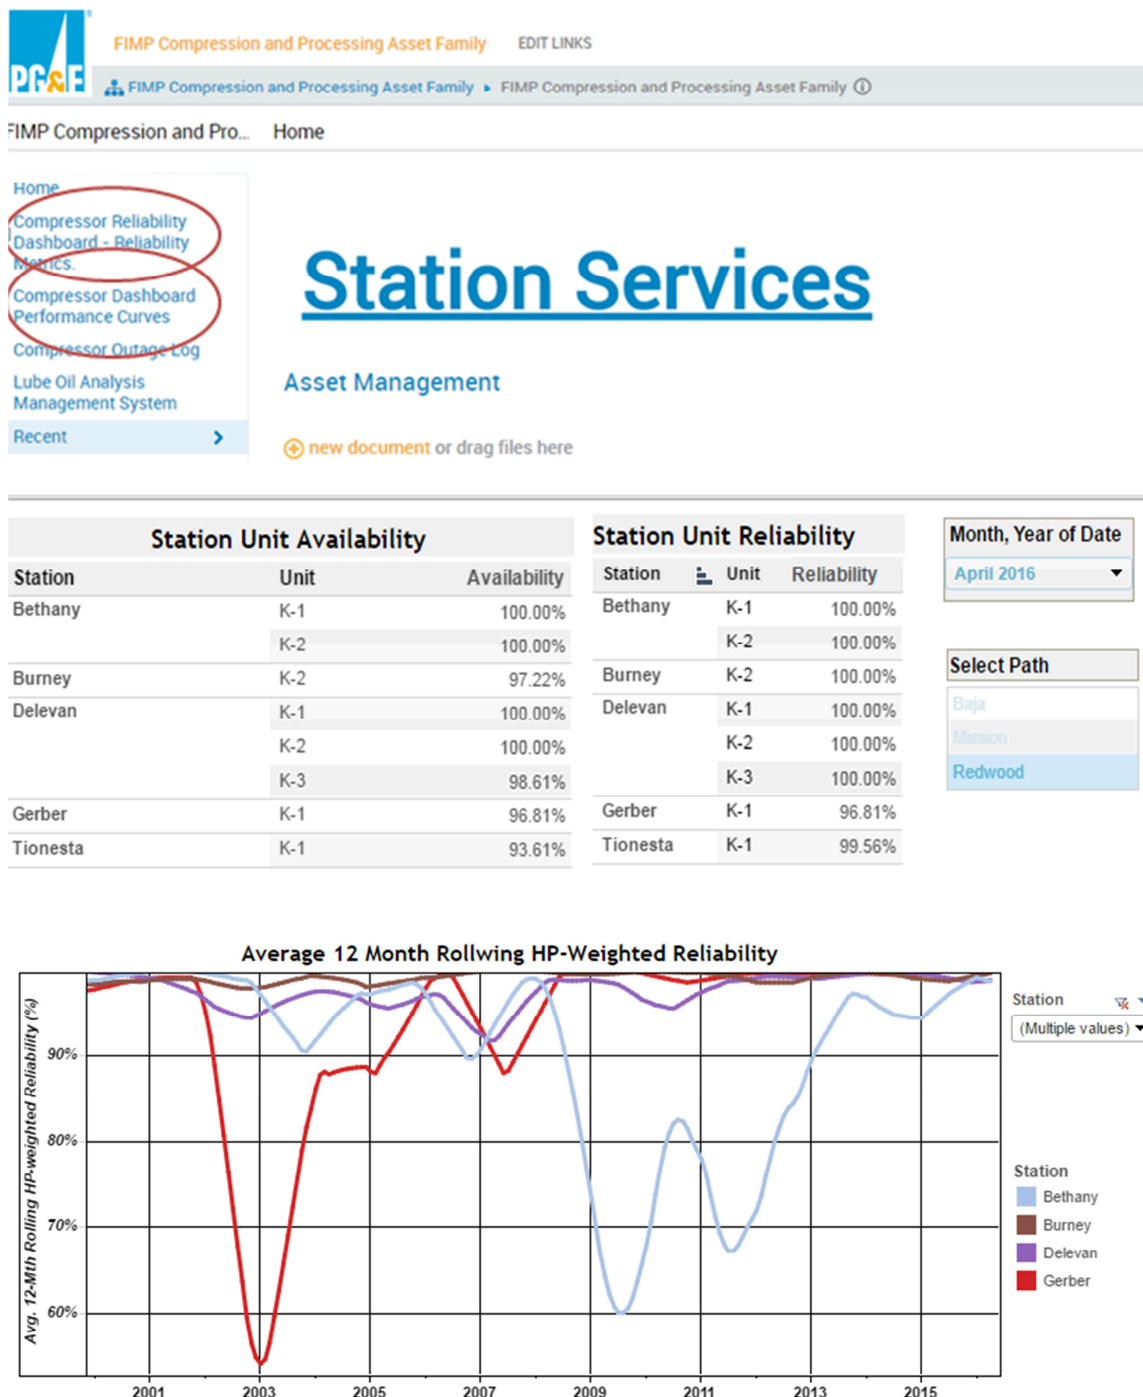 PG&E
FIMP Compression and Processing Asset Family EDIT LINKS
FIMP Compression and Processing Asset Family ▸ FIMP Compression and Processing Asset Family
FIMP Compression and Pro... Home
Home
Compressor Reliability
Dashboard - Reliability
Metrics.
Compressor Dashboard
Performance Curves
Compressor Outage Log
Lube Oil Analysis
Management System
Recent
Station Services
Asset Management
new document or drag files here
Station Unit Availability
Station Unit Availability
Bethany K-1 100.00%
K-2 100.00%
Burney K-2 97.22%
Delevan K-1 100.00%
K-2 100.00%
K-3 98.61%
Gerber K-1 96.81%
Tionesta K-1 93.61%
Station Unit Reliability
Station Unit Reliability
Bethany K-1 100.00%
K-2 100.00%
Burney K-2 100.00%
Delevan K-1 100.00%
K-2 100.00%
K-3 100.00%
Gerber K-1 96.81%
Tionesta K-1 99.56%
Month, Year of Date
April 2016
Select Path
Baja
Mission
Redwood
Average 12 Month Rollwing HP-Weighted Reliability
Avg. 12-Mth Rolling HP-weighted Reliability (%)
90%
80%
70%
60%
2001 2003 2005 2007 2009 2011 2013 2015
Station
(Multiple values)
Station
Bethany
Burney
Delevan
Gerber